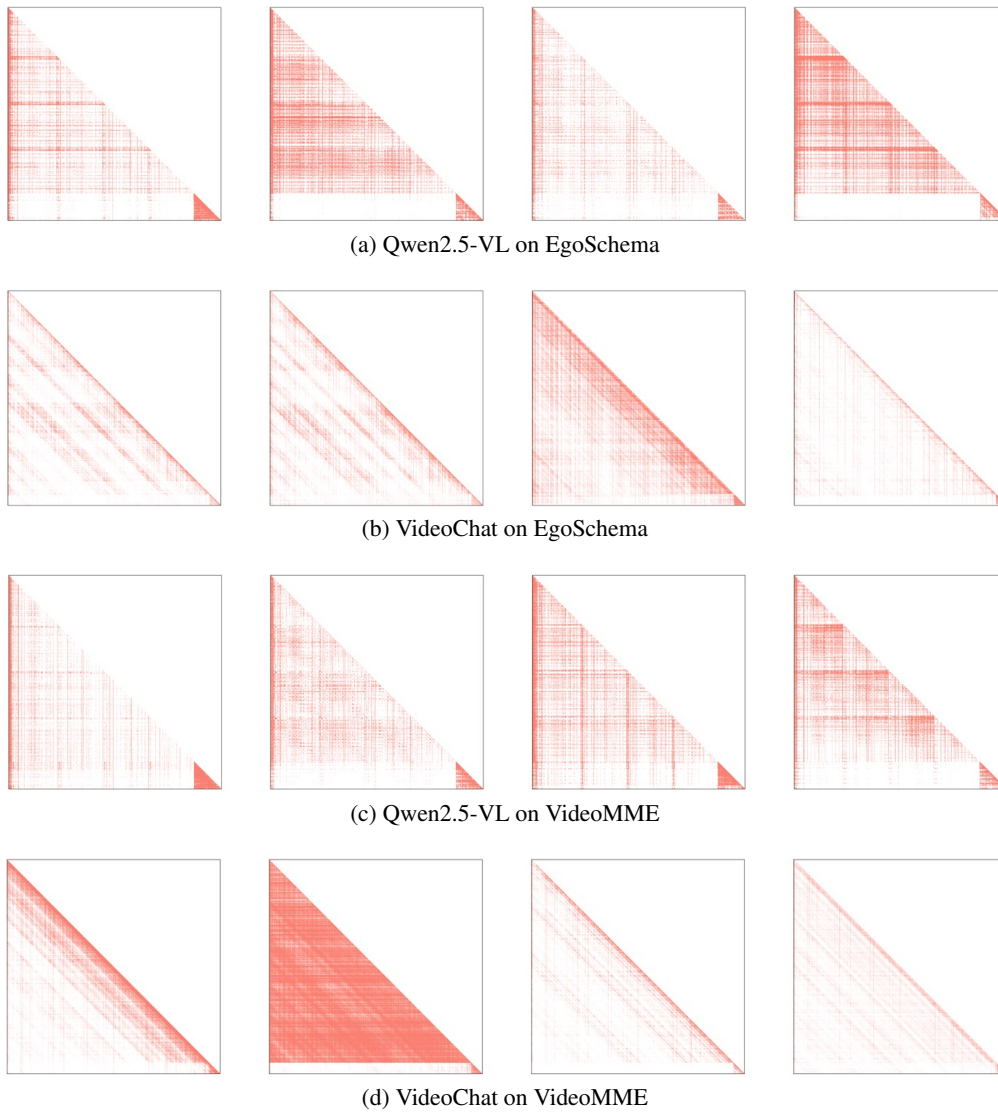 (a) Qwen2.5-VL on EgoSchema
(b) VideoChat on EgoSchema
(c) Qwen2.5-VL on VideoMME
(d) VideoChat on VideoMME